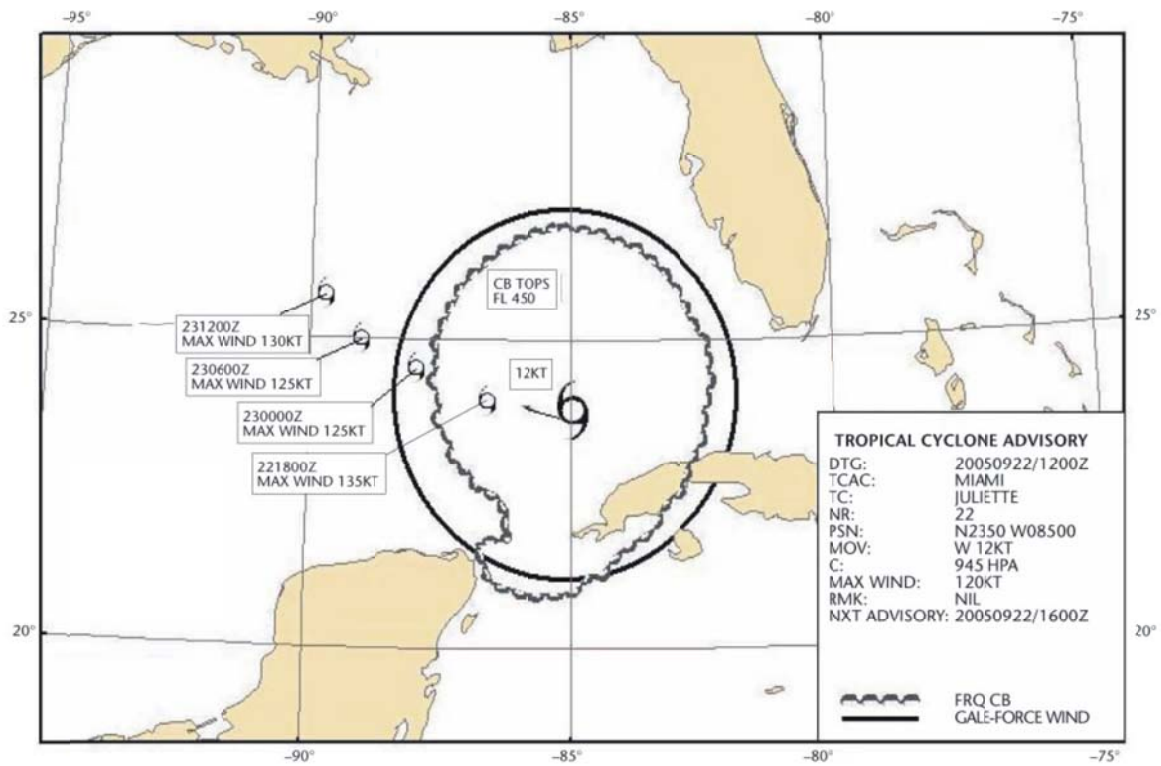 −95°
−90°
−85°
−80°
−75°
CB TOPS
FL 450
25°
25°
231200Z
MAX WIND 130KT
230600Z
MAX WIND 125KT
12KT
230000Z
MAX WIND 125KT
221800Z
MAX WIND 135KT
TROPICAL CYCLONE ADVISORY
DTG: 20050922/1200Z
TCAC: MIAMI
TC: JULIETTE
NR: 22
PSN: N2350 W08500
MOV: W 12KT
C: 945 HPA
MAX WIND: 120KT
RMK: NIL
NXT ADVISORY: 20050922/1600Z
20°
20°
FRQ CB
GALE-FORCE WIND
−90°
−85°
−80°
−75°